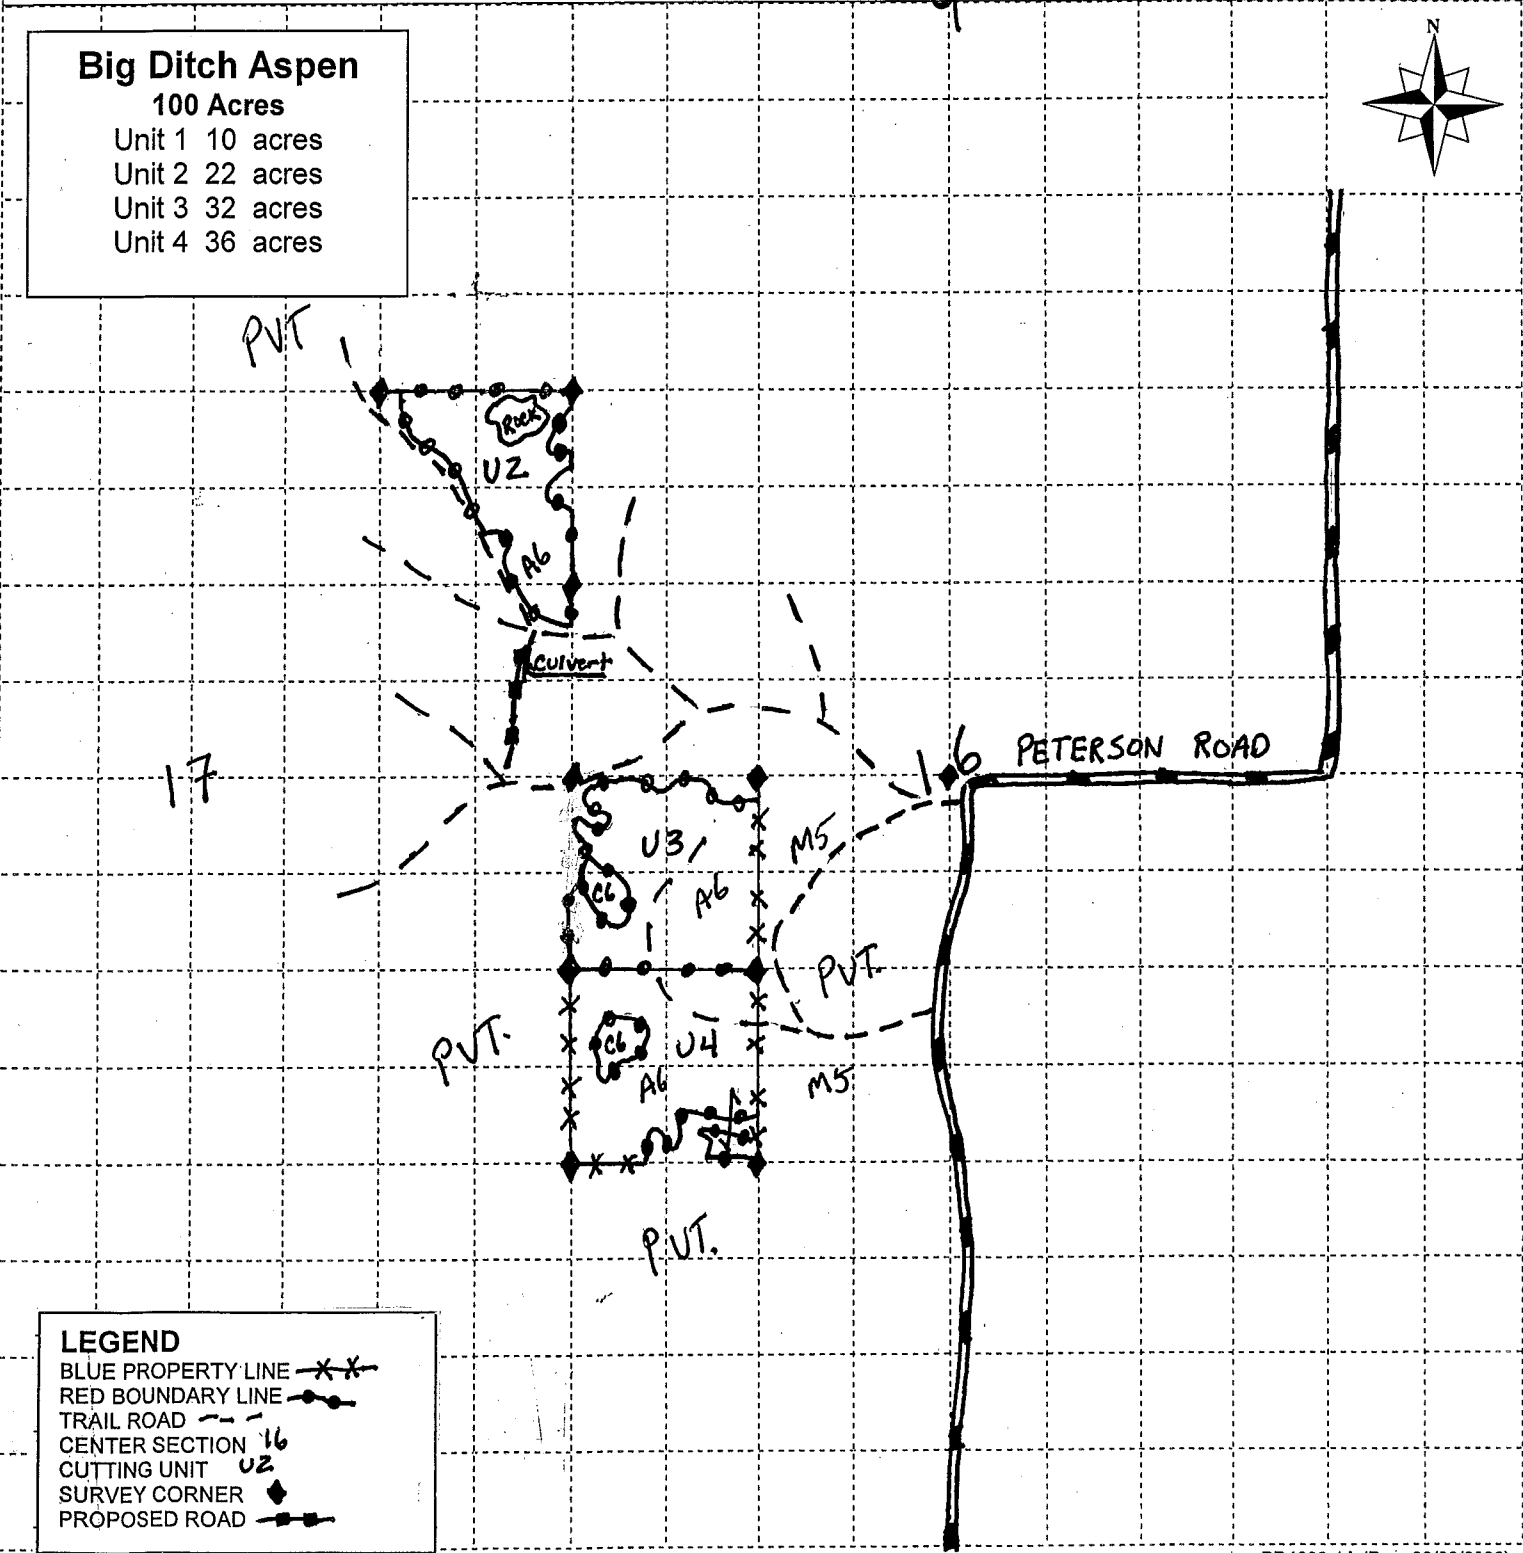 N
Big Ditch Aspen
100 Acres
Unit 1 10 acres
Unit 2 22 acres
Unit 3 32 acres
Unit 4 36 acres
PVT
ROCK
U2
A6
Culvert
17
16
PETERSON ROAD
U3
M5
C6
A6
PVT.
PVT.
C6
U4
A6
M5
PVT.
LEGEND
BLUE PROPERTY LINE
RED BOUNDARY LINE
TRAIL ROAD
CENTER SECTION 16
CUTTING UNIT U2
SURVEY CORNER
PROPOSED ROAD